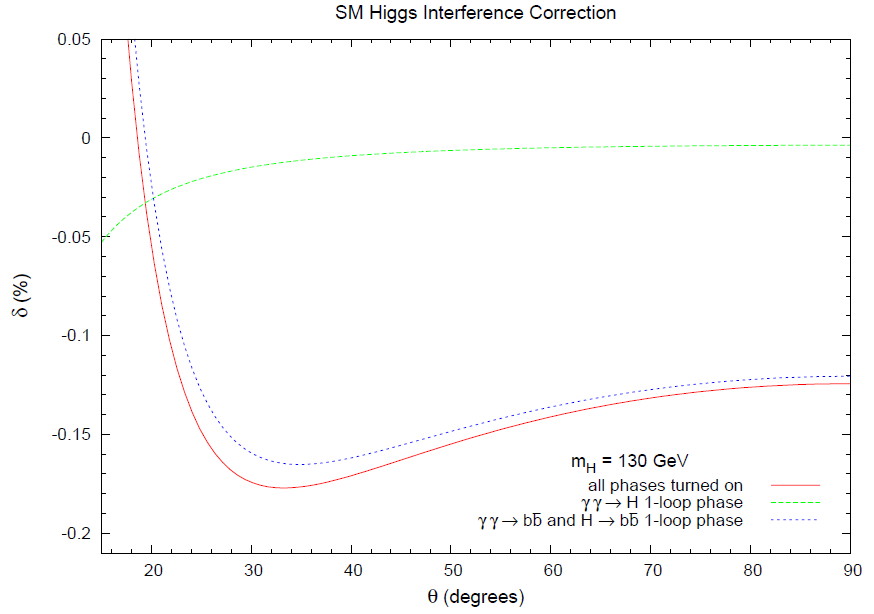 SM Higgs Interference Correction
0.05
0
-0.05
-0.1
-0.15
-0.2
δ (%)
m_H = 130 GeV
all phases turned on
γγ → H 1-loop phase
γγ → bb̄ and H → bb̄ 1-loop phase
20 30 40 50 60 70 80 90
θ (degrees)